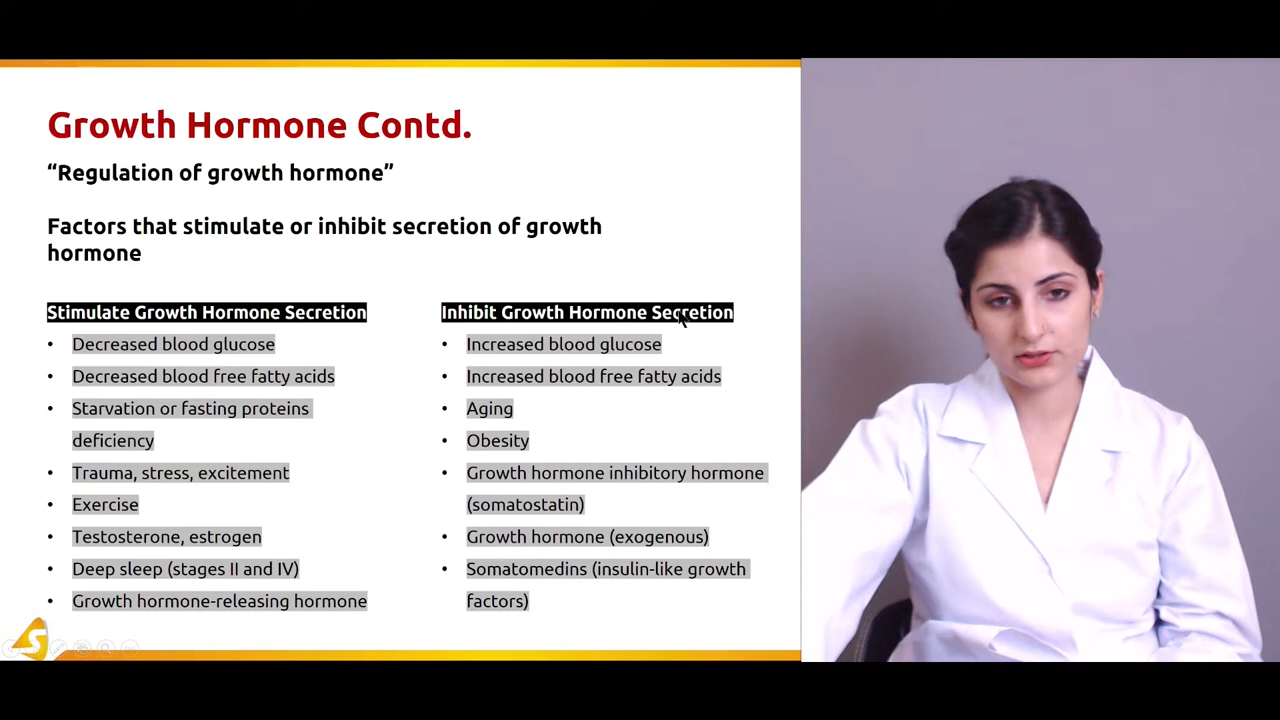 Growth Hormone Contd.
“Regulation of growth hormone”
Factors that stimulate or inhibit secretion of growth
hormone
Stimulate Growth Hormone Secretion
• Decreased blood glucose
• Decreased blood free fatty acids
• Starvation or fasting proteins
deficiency
• Trauma, stress, excitement
• Exercise
• Testosterone, estrogen
• Deep sleep (stages II and IV)
• Growth hormone-releasing hormone
Inhibit Growth Hormone Secretion
• Increased blood glucose
• Increased blood free fatty acids
• Aging
• Obesity
• Growth hormone inhibitory hormone
(somatostatin)
• Growth hormone (exogenous)
• Somatomedins (insulin-like growth
factors)
S